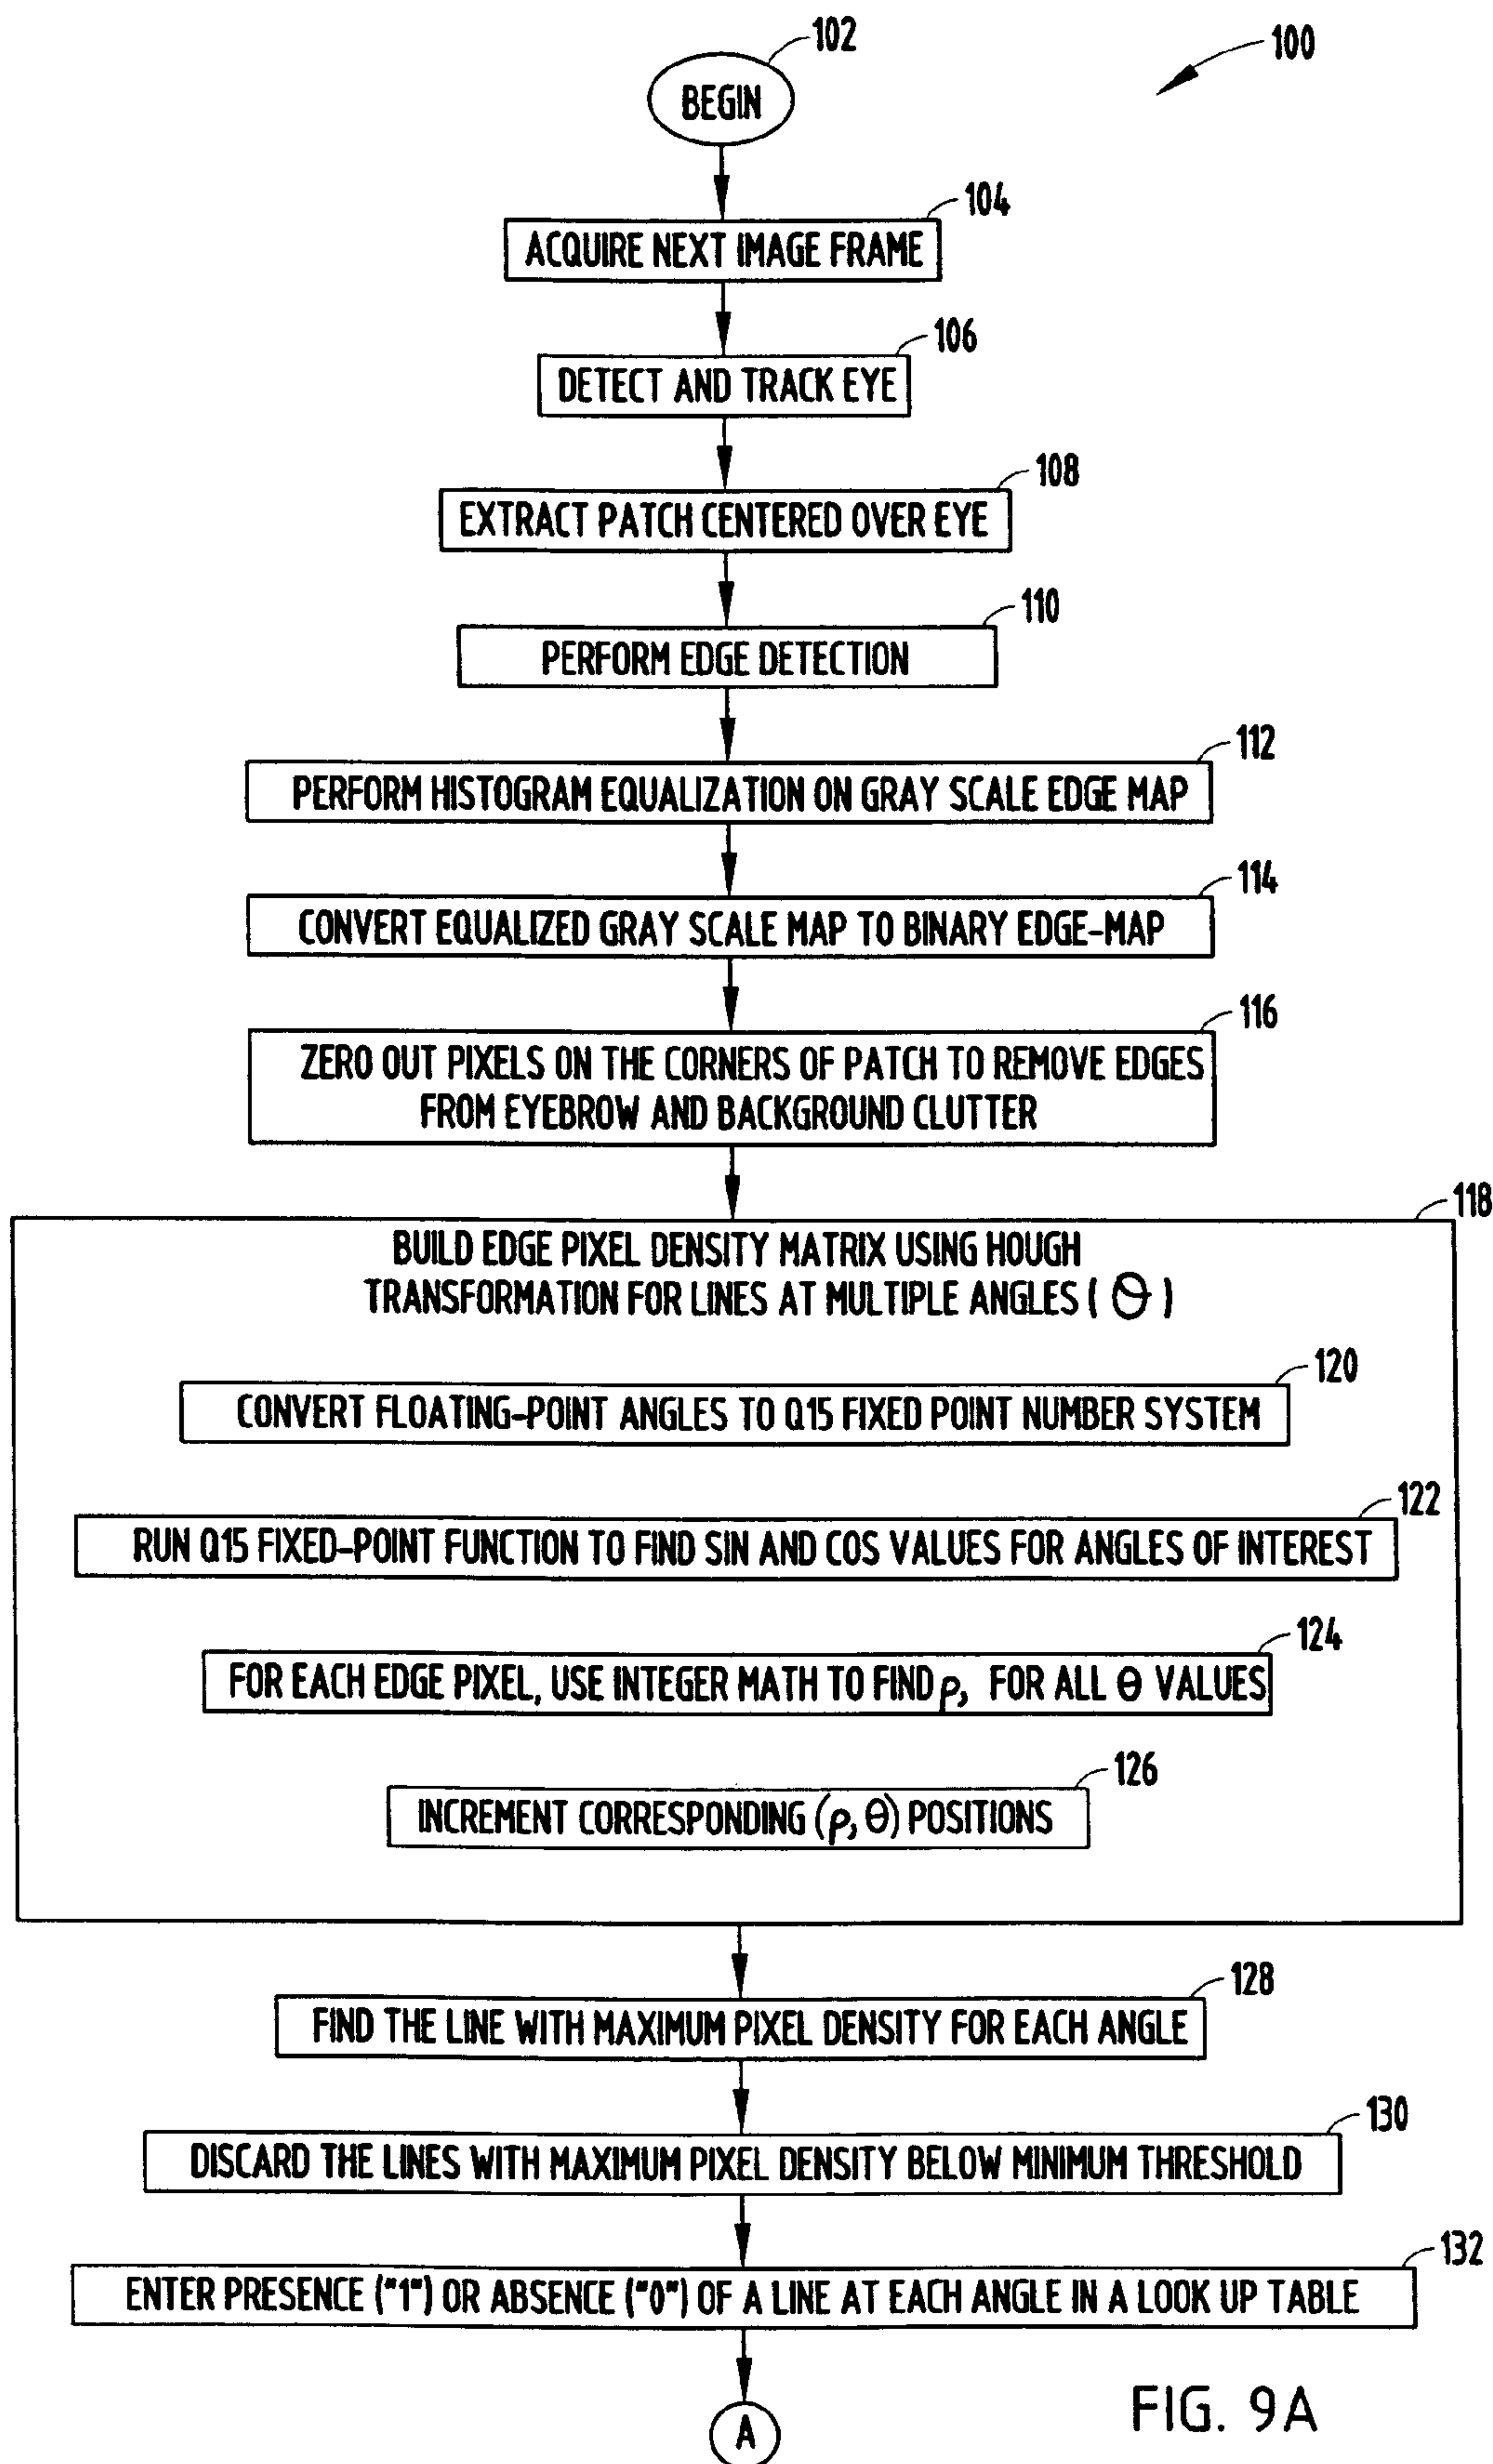 102
100
BEGIN
104
ACQUIRE NEXT IMAGE FRAME
106
DETECT AND TRACK EYE
108
EXTRACT PATCH CENTERED OVER EYE
110
PERFORM EDGE DETECTION
112
PERFORM HISTOGRAM EQUALIZATION ON GRAY SCALE EDGE MAP
114
CONVERT EQUALIZED GRAY SCALE MAP TO BINARY EDGE-MAP
116
ZERO OUT PIXELS ON THE CORNERS OF PATCH TO REMOVE EDGES
FROM EYEBROW AND BACKGROUND CLUTTER
118
BUILD EDGE PIXEL DENSITY MATRIX USING HOUGH
TRANSFORMATION FOR LINES AT MULTIPLE ANGLES ( Θ )
120
CONVERT FLOATING-POINT ANGLES TO Q15 FIXED POINT NUMBER SYSTEM
122
RUN Q15 FIXED-POINT FUNCTION TO FIND SIN AND COS VALUES FOR ANGLES OF INTEREST
124
FOR EACH EDGE PIXEL, USE INTEGER MATH TO FIND ρ, FOR ALL Θ VALUES
126
INCREMENT CORRESPONDING (ρ, Θ) POSITIONS
128
FIND THE LINE WITH MAXIMUM PIXEL DENSITY FOR EACH ANGLE
130
DISCARD THE LINES WITH MAXIMUM PIXEL DENSITY BELOW MINIMUM THRESHOLD
132
ENTER PRESENCE ("1") OR ABSENCE ("0") OF A LINE AT EACH ANGLE IN A LOOK UP TABLE
A
FIG. 9A